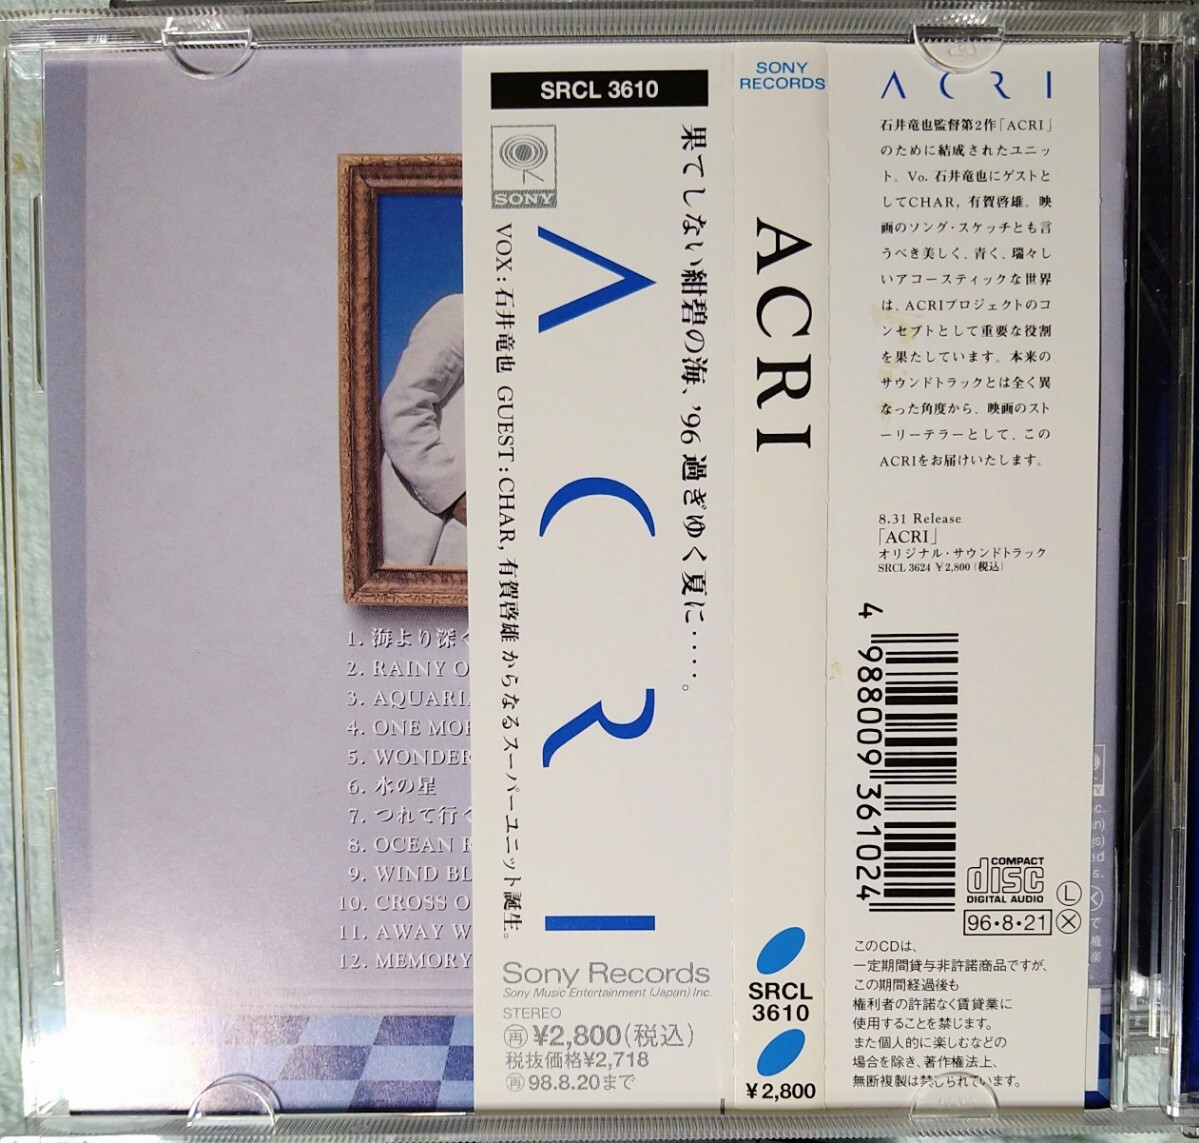 1. 海より深く
2. RAINY O
3. AQUARIA
4. ONE MOR
5. WONDER
6. 水の星
7. つれて行く
8. OCEAN R
9. WIND BL
10. CROSS O
11. AWAY W
12. MEMORY
SRCL 3610
SONY
果てしない紺碧の海、'96 過ぎゆく夏に‥‥。
ACRI
VOX : 石井竜也 GUEST : CHAR, 有賀啓雄 からなるスーパーユニット誕生。
Sony Records
Sony Music Entertainment (Japan) Inc.
STEREO
再 ¥2,800(税込)
税抜価格¥2,718
再 98.8.20まで
SONY
RECORDS
ACRI
SRCL
3610
¥2,800
ACRI
石井竜也監督第2作「ACRI」
のために結成されたユニッ
ト。Vo. 石井竜也にゲストと
してCHAR, 有賀啓雄。映
画のソング・スケッチとも言
うべき美しく、青く、瑞々し
いアコースティックな世界
は、ACRIプロジェクトのコ
ンセプトとして重要な役割
を果たしています。本来の
サウンドトラックとは全く異
なった角度から、映画のスト
ーリーテラーとして、この
ACRIをお届けいたします。
8.31 Release
「ACRI」
オリジナル・サウンドトラック
SRCL 3624 ¥2,800 (税込)
4 988009 361024
COMPACT
disc
DIGITAL AUDIO
L
96・8・21
X
このCDは、
一定期間貸与非許諾商品ですが、
この期間経過後も
権利者の許諾なく賃貸業に
使用することを禁じます。
また個人的に楽しむなどの
場合を除き、著作権法上、
無断複製は禁じられています。